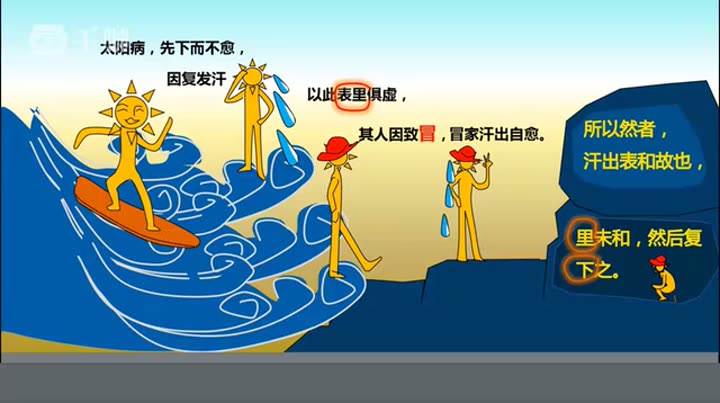 太阳病，先下而不愈，
因复发汗，
以此表里俱虚，
其人因致冒，冒家汗出自愈。
所以然者，
汗出表和故也，
里未和，然后复
下之。